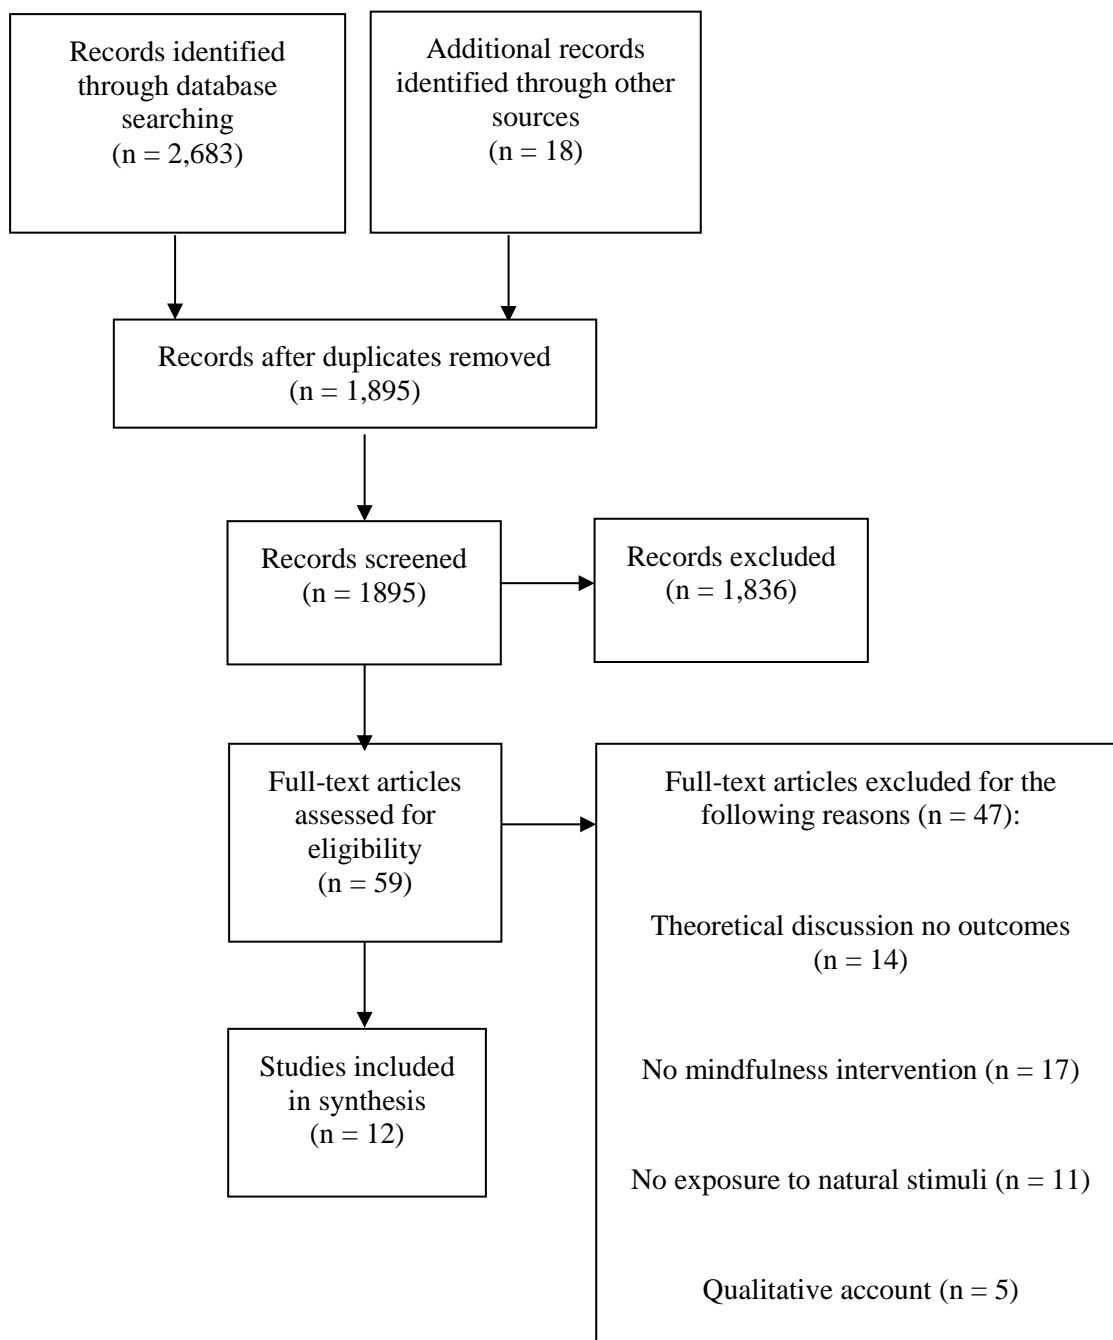 Records identified
through database
searching
(n = 2,683)
Additional records
identified through other
sources
(n = 18)
Records after duplicates removed
(n = 1,895)
Records screened
(n = 1895)
Records excluded
(n = 1,836)
Full-text articles
assessed for
eligibility
(n = 59)
Full-text articles excluded for the
following reasons (n = 47):
Theoretical discussion no outcomes
(n = 14)
No mindfulness intervention (n = 17)
No exposure to natural stimuli (n = 11)
Qualitative account (n = 5)
Studies included
in synthesis
(n = 12)